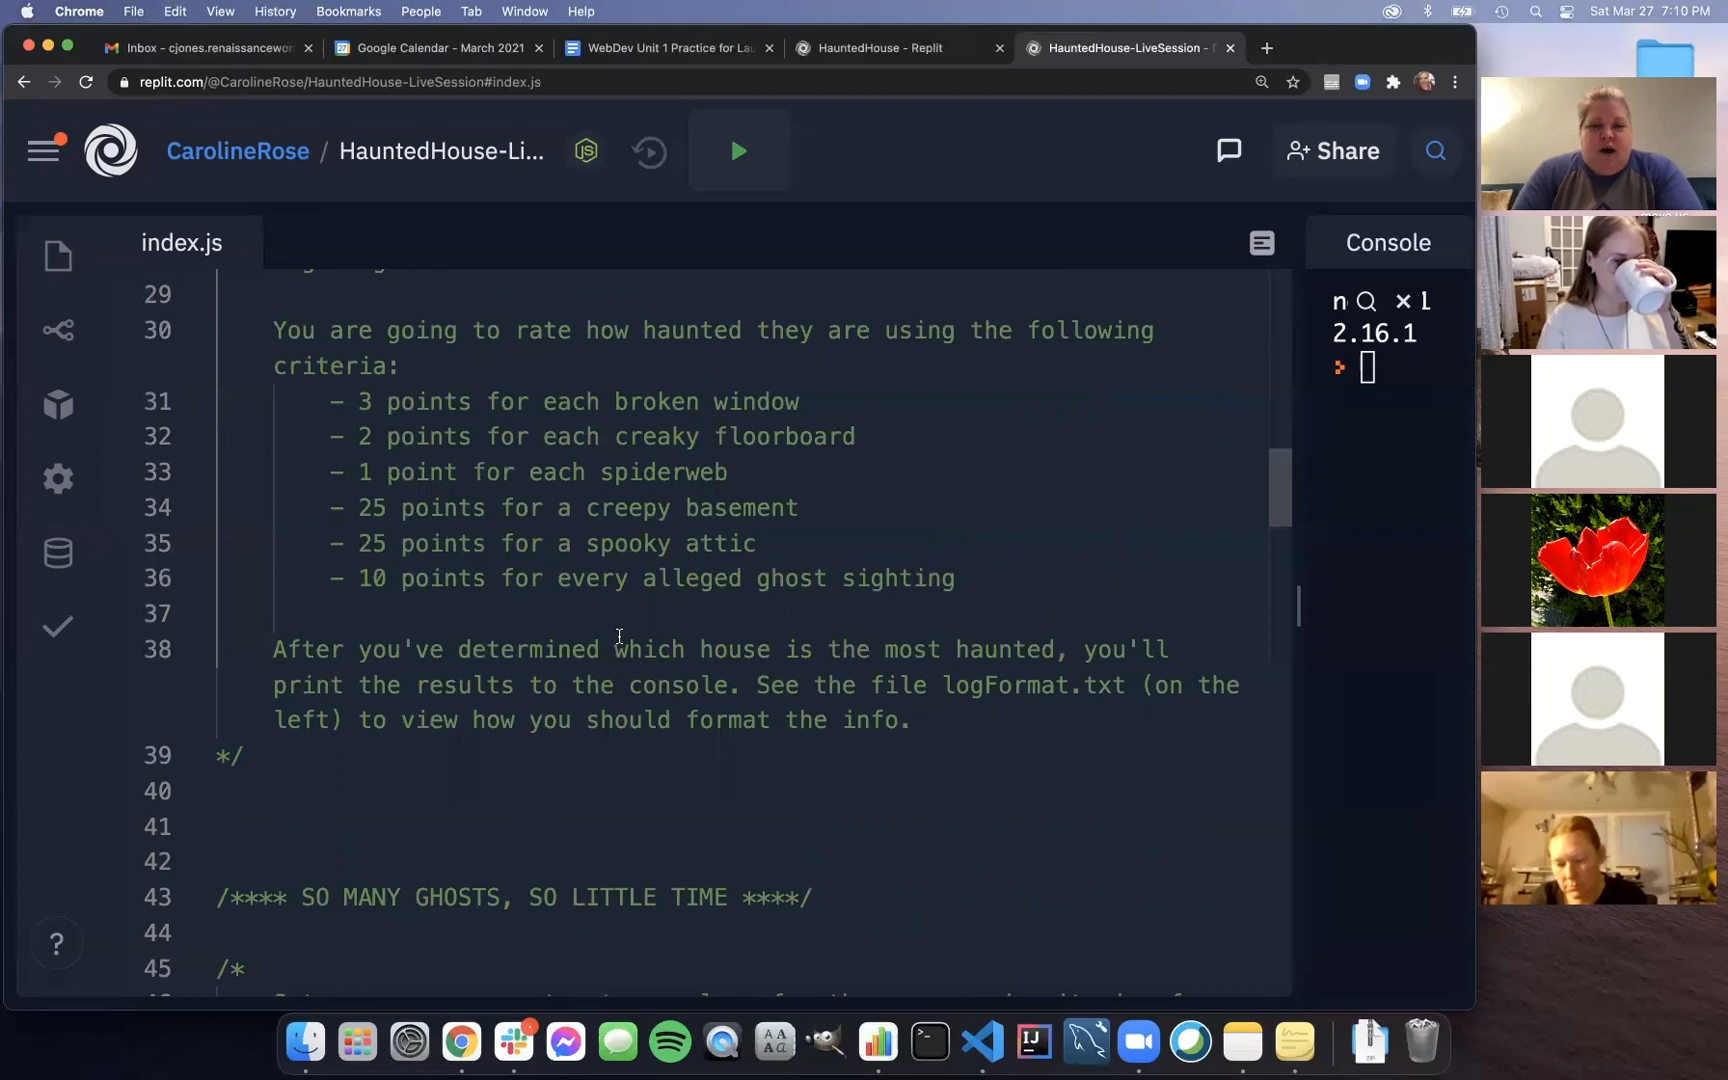 Chrome File Edit View History Bookmarks People Tab Window Help Sat Mar 27 7:10 PM
Inbox - cjones.renaissancewor × Google Calendar - March 2021 × WebDev Unit 1 Practice for Lau × HauntedHouse - Replit × HauntedHouse-LiveSession - × +
replit.com/@CarolineRose/HauntedHouse-LiveSession#index.js
CarolineRose / HauntedHouse-Li... Share
index.js Console
29
30 You are going to rate how haunted they are using the following
criteria:
31 - 3 points for each broken window
32 - 2 points for each creaky floorboard
33 - 1 point for each spiderweb
34 - 25 points for a creepy basement
35 - 25 points for a spooky attic
36 - 10 points for every alleged ghost sighting
37
38 After you've determined which house is the most haunted, you'll
print the results to the console. See the file logFormat.txt (on the
left) to view how you should format the info.
39 */
40
41
42
43 /**** SO MANY GHOSTS, SO LITTLE TIME ****/
44
45 /*
2.16.1